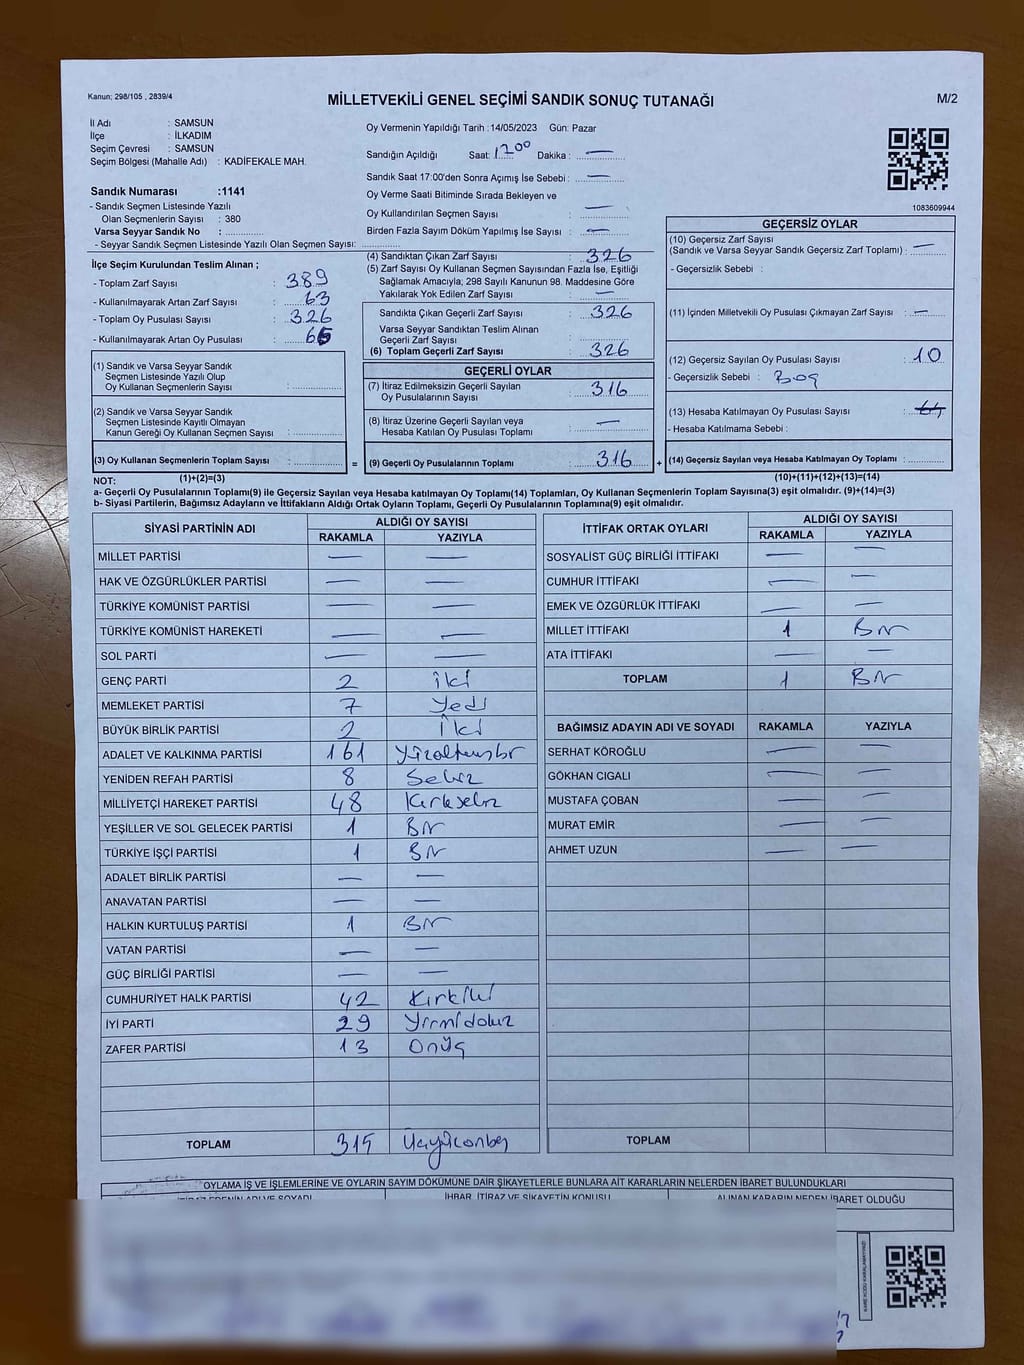 Kanun; 298/105 , 2839/4
MİLLETVEKİLİ GENEL SEÇİMİ SANDIK SONUÇ TUTANAĞI
M/2
İl Adı : SAMSUN
İlçe : İLKADIM
Seçim Çevresi : SAMSUN
Seçim Bölgesi (Mahalle Adı) : KADİFEKALE MAH.
Oy Vermenin Yapıldığı Tarih :14/05/2023 Gün: Pazar
Sandığın Açıldığı Saat: 17.00 Dakika : —
Sandık Saat 17:00'den Sonra Açımış İse Sebebi : —
Oy Verme Saati Bitiminde Sırada Bekleyen ve
Oy Kullandırılan Seçmen Sayısı : —
Birden Fazla Sayım Döküm Yapılmış İse Sayısı : —
Sandık Numarası :1141
- Sandık Seçmen Listesinde Yazılı
Olan Seçmenlerin Sayısı : 380
Varsa Seyyar Sandık No :
- Seyyar Sandık Seçmen Listesinde Yazılı Olan Seçmen Sayısı:
1083609944
İlçe Seçim Kurulundan Teslim Alınan ;
- Toplam Zarf Sayısı : 389
- Kullanılmayarak Artan Zarf Sayısı : 63
- Toplam Oy Pusulası Sayısı : 326
- Kullanılmayarak Artan Oy Pusulası :
(1) Sandık ve Varsa Seyyar Sandık
Seçmen Listesinde Yazılı Olup
Oy Kullanan Seçmenlerin Sayısı :
(2) Sandık ve Varsa Seyyar Sandık
Seçmen Listesinde Kayıtlı Olmayan
Kanun Gereği Oy Kullanan Seçmen Sayısı :
(3) Oy Kullanan Seçmenlerin Toplam Sayısı :
(4) Sandıktan Çıkan Zarf Sayısı : 326
(5) Zarf Sayısı Oy Kullanan Seçmen Sayısından Fazla İse, Eşitliği
Sağlamak Amacıyla; 298 Sayılı Kanunun 98. Maddesine Göre
Yakılarak Yok Edilen Zarf Sayısı : —
Sandıkta Çıkan Geçerli Zarf Sayısı : 326
Varsa Seyyar Sandıktan Teslim Alınan
Geçerli Zarf Sayısı :
(6) Toplam Geçerli Zarf Sayısı : 326
GEÇERLİ OYLAR
(7) İtiraz Edilmeksizin Geçerli Sayılan
Oy Pusulalarının Sayısı : 316
(8) İtiraz Üzerine Geçerli Sayılan veya
Hesaba Katılan Oy Pusulası Toplamı : —
= (9) Geçerli Oy Pusulalarının Toplamı : 316 +
GEÇERSİZ OYLAR
(10) Geçersiz Zarf Sayısı
(Sandık ve Varsa Seyyar Sandık Geçersiz Zarf Toplamı) : —
- Geçersizlik Sebebi :
(11) İçinden Milletvekili Oy Pusulası Çıkmayan Zarf Sayısı : —
(12) Geçersiz Sayılan Oy Pusulası Sayısı : 10
- Geçersizlik Sebebi :
(13) Hesaba Katılmayan Oy Pusulası Sayısı : 64
- Hesaba Katılmama Sebebi :
(14) Geçersiz Sayılan veya Hesaba Katılmayan Oy Toplamı :
NOT: (1)+(2)=(3) (10)+(11)+(12)+(13)=(14)
a- Geçerli Oy Pusulalarının Toplamı(9) ile Geçersiz Sayılan veya Hesaba katılmayan Oy Toplamı(14) Toplamları, Oy Kullanan Seçmenlerin Toplam Sayısına(3) eşit olmalıdır. (9)+(14)=(3)
b- Siyasi Partilerin, Bağımsız Adayların ve İttifakların Aldığı Ortak Oyların Toplamı, Geçerli Oy Pusulalarının Toplamına(9) eşit olmalıdır.
SİYASİ PARTİNİN ADI ALDIĞI OY SAYISI
RAKAMLA YAZIYLA
MİLLET PARTİSİ — —
HAK VE ÖZGÜRLÜKLER PARTİSİ — —
TÜRKİYE KOMÜNİST PARTİSİ — —
TÜRKİYE KOMÜNİST HAREKETİ — —
SOL PARTİ — —
GENÇ PARTİ 2 iki
MEMLEKET PARTİSİ 7 Yedi
BÜYÜK BİRLİK PARTİSİ 2 İki
ADALET VE KALKINMA PARTİSİ 161 Yüzaltmışbir
YENİDEN REFAH PARTİSİ 8 Sekiz
MİLLİYETÇİ HAREKET PARTİSİ 48 Kırksekiz
YEŞİLLER VE SOL GELECEK PARTİSİ 1 Bir
TÜRKİYE İŞÇİ PARTİSİ 1 Bir
ADALET BİRLİK PARTİSİ — —
ANAVATAN PARTİSİ — —
HALKIN KURTULUŞ PARTİSİ 1 Bir
VATAN PARTİSİ — —
GÜÇ BİRLİĞİ PARTİSİ — —
CUMHURİYET HALK PARTİSİ 42 Kırkiki
İYİ PARTİ 29 Yirmidokuz
ZAFER PARTİSİ 13 Onüç
TOPLAM 315 Üçyüzonbeş
İTTİFAK ORTAK OYLARI ALDIĞI OY SAYISI
RAKAMLA YAZIYLA
SOSYALİST GÜÇ BİRLİĞİ İTTİFAKI — —
CUMHUR İTTİFAKI — —
EMEK VE ÖZGÜRLÜK İTTİFAKI — —
MİLLET İTTİFAKI 1 Bir
ATA İTTİFAKI — —
TOPLAM 1 Bir
BAĞIMSIZ ADAYIN ADI VE SOYADI RAKAMLA YAZIYLA
SERHAT KÖROĞLU — —
GÖKHAN CIGALI — —
MUSTAFA ÇOBAN — —
MURAT EMİR — —
AHMET UZUN — —
TOPLAM
OYLAMA İŞ VE İŞLEMLERİNE VE OYLARIN SAYIM DÖKÜMÜNE DAİR ŞİKAYETLERLE BUNLARA AİT KARARLARIN NELERDEN İBARET BULUNDUKLARI
İTİRAZ EDENİN ADI VE SOYADI İHBAR, İTİRAZ VE ŞİKAYETİN KONUSU ALINAN KARARIN NEDEN İBARET OLDUĞU
KARE KODU KARALAMAYINIZ